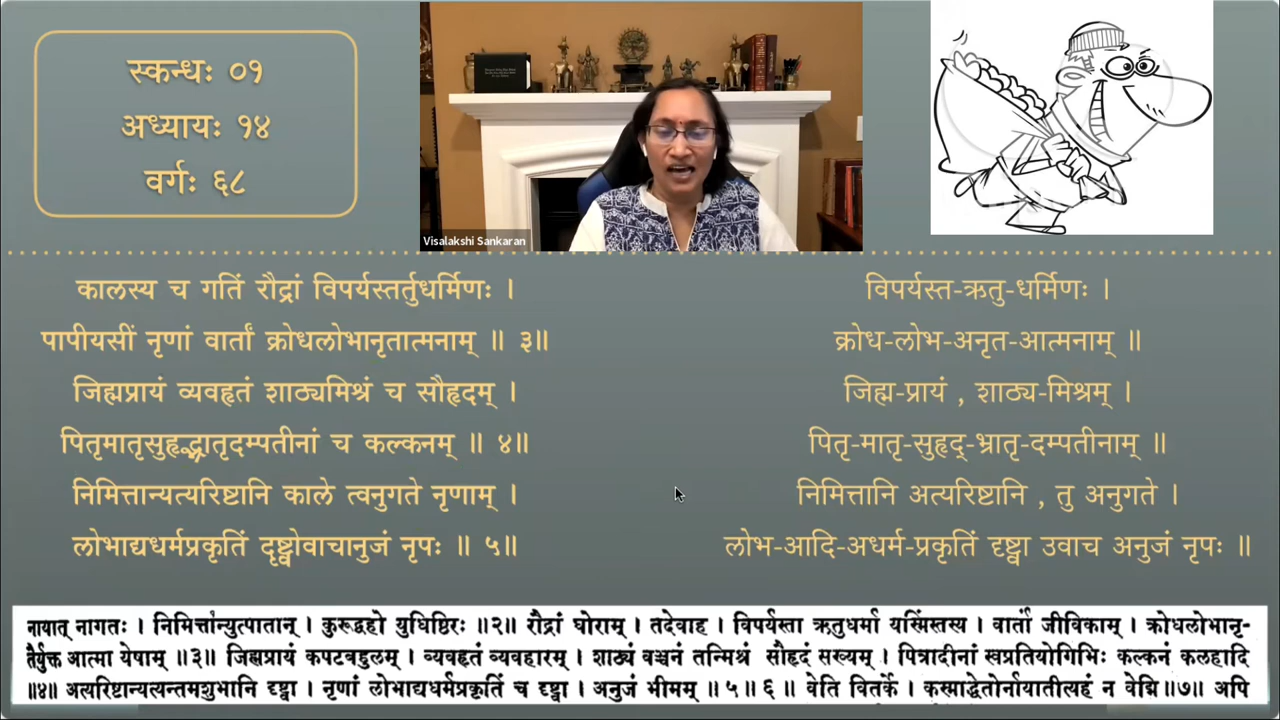 स्कन्धः ०१
अध्यायः १४
वर्गः ६८
Visalakshi Sankaran
कालस्य च गतिं रौद्रां विपर्यस्तर्तुधर्मिणः ।
पापीयसीं नृणां वार्तां क्रोधलोभानृतात्मनाम् ॥ ३॥
जिह्मप्रायं व्यवहृतं शाठ्यमिश्रं च सौहृदम् ।
पितृमातृसुहृद्भ्रातृदम्पतीनां च कल्कनम् ॥ ४॥
निमित्तान्यत्यरिष्टानि काले त्वनुगते नृणाम् ।
लोभाद्यधर्मप्रकृतिं दृष्ट्वोवाचानुजं नृपः ॥ ५॥
विपर्यस्त-ऋतु-धर्मिणः ।
क्रोध-लोभ-अनृत-आत्मनाम् ॥
जिह्म-प्रायं , शाठ्य-मिश्रम् ।
पितृ-मातृ-सुहृद्-भ्रातृ-दम्पतीनाम् ॥
निमित्तानि अत्यरिष्टानि , तु अनुगते ।
लोभ-आदि-अधर्म-प्रकृतिं दृष्ट्वा उवाच अनुजं नृपः ॥
नायात् नागतः । निमित्तान्युत्पातान् । कुरूद्वहो युधिष्ठिरः ॥२॥ रौद्रां घोराम् । तदेवाह । विपर्यस्ता ऋतुधर्मा यस्मिंस्तस्य । वार्तां जीविकाम् । क्रोधलोभानृ-
तैर्युक्त आत्मा येषाम् ॥३॥ जिह्मप्रायं कपटबहुलम् । व्यवहृतं व्यवहारम् । शाठ्यं वञ्चनं तन्मिश्रं सौहृदं सख्यम् । पित्रादीनां स्वप्रतियोगिभिः कल्कनं कलहादि
॥४॥ अत्यरिष्टान्यत्यन्तमशुभानि दृष्ट्वा । नृणां लोभाद्यधर्मप्रकृतिं च दृष्ट्वा । अनुजं भीमम् ॥५॥६॥ वेति वितर्के । कस्माद्धेतोर्नायातीत्यहं न वेद्मि॥७॥ अपि